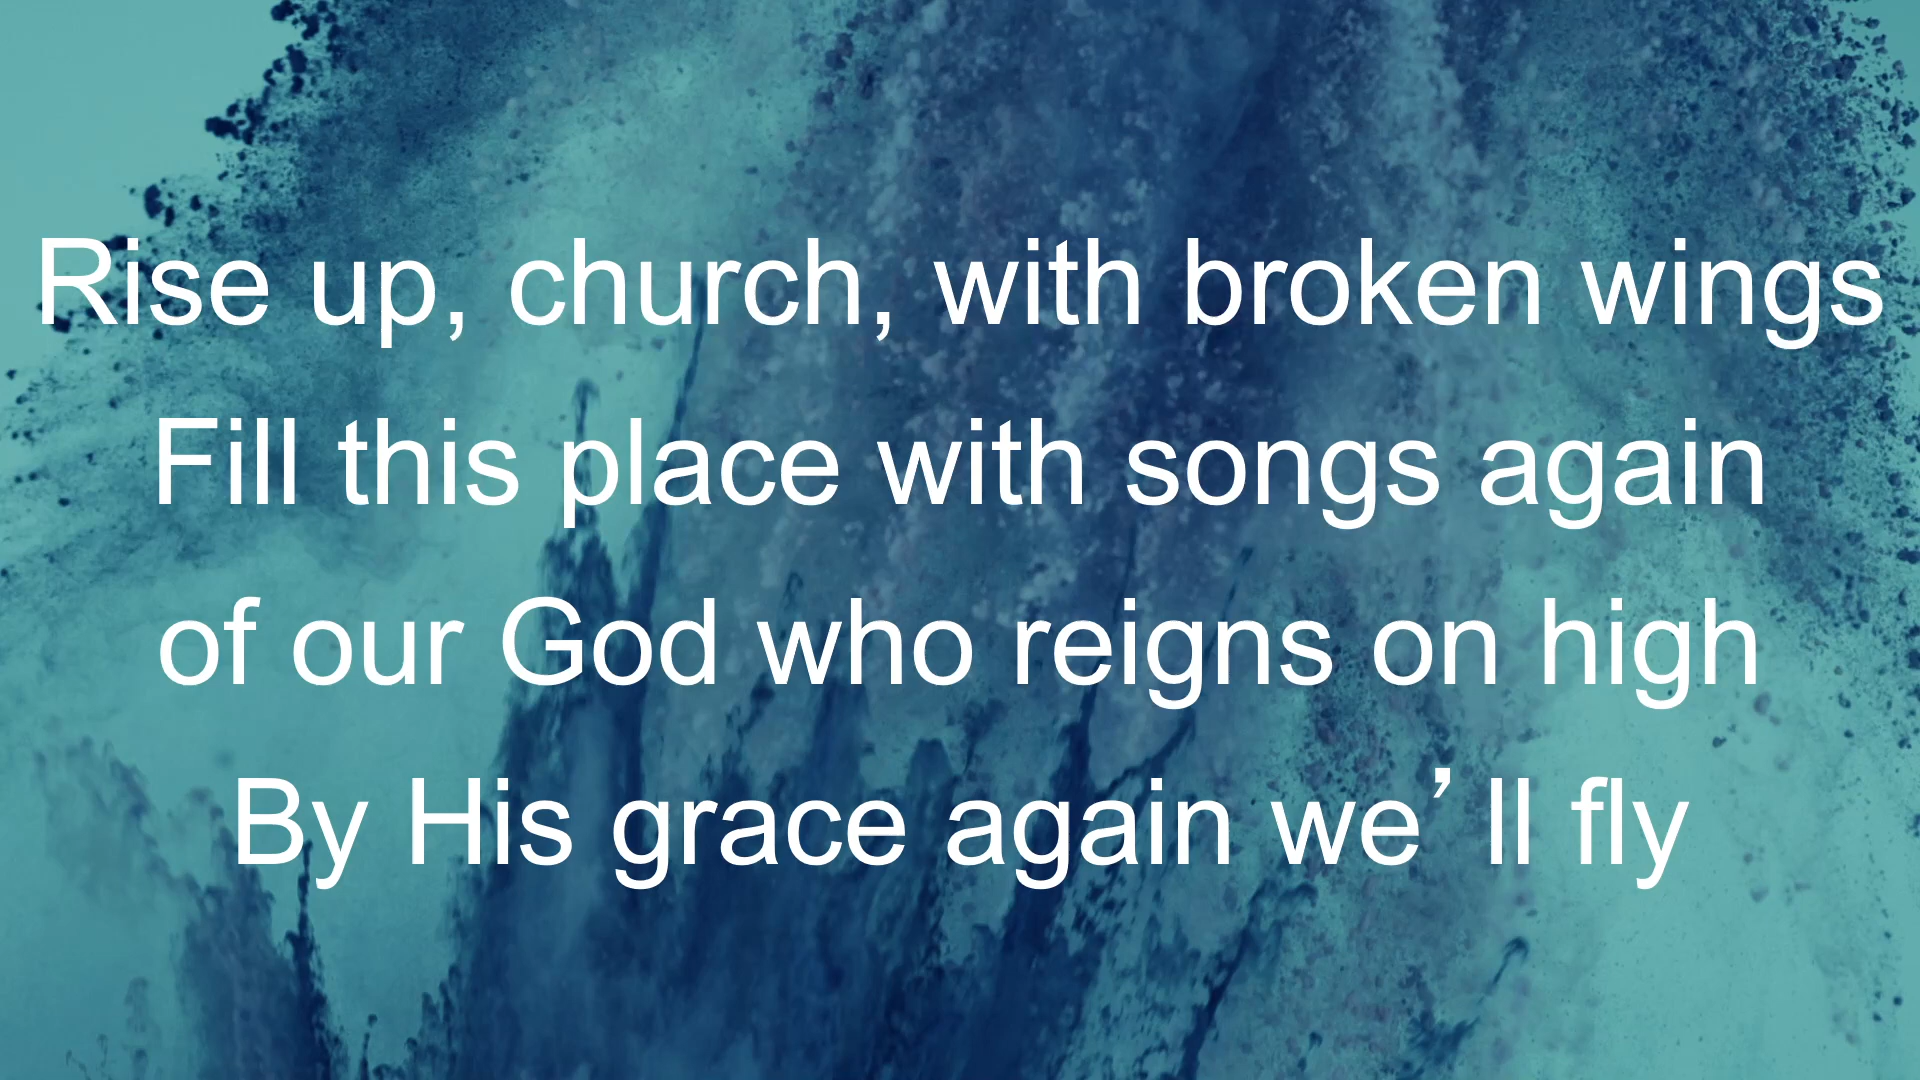 Rise up, church, with broken wings
Fill this place with songs again
of our God who reigns on high
By His grace again we’ll fly